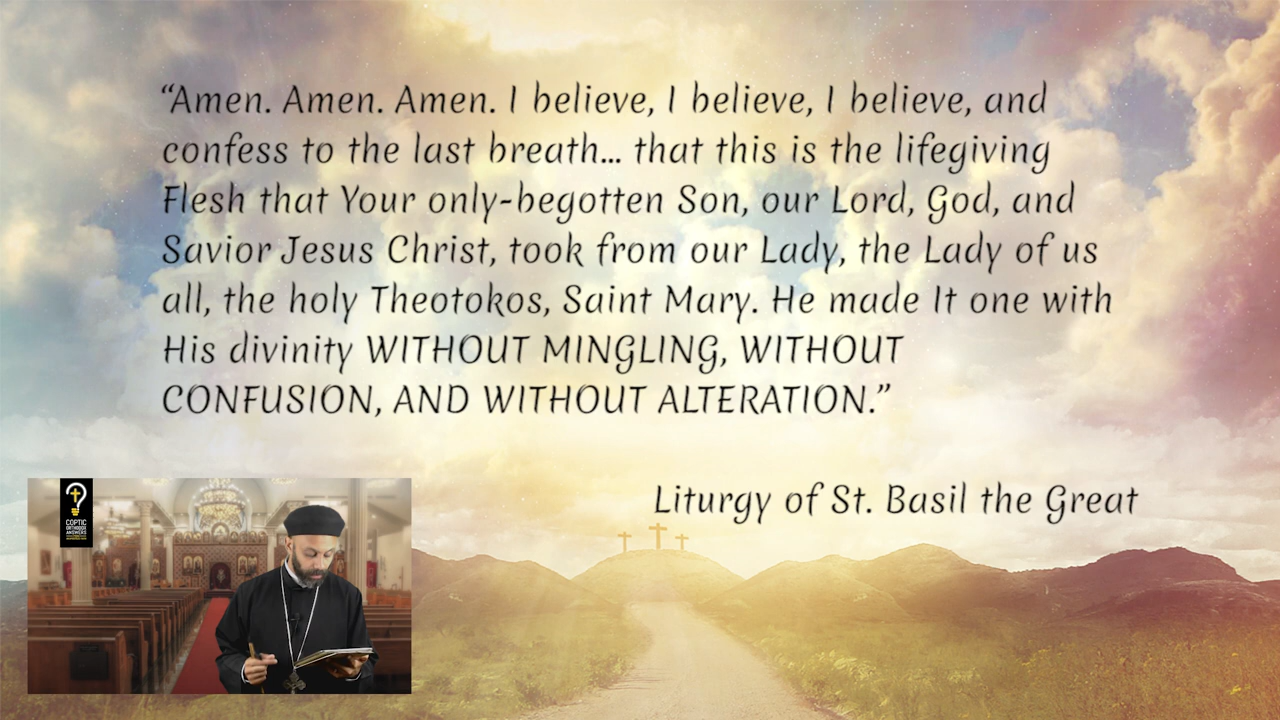 “Amen. Amen. Amen. I believe, I believe, I believe, and
confess to the last breath... that this is the lifegiving
Flesh that Your only-begotten Son, our Lord, God, and
Savior Jesus Christ, took from our Lady, the Lady of us
all, the holy Theotokos, Saint Mary. He made It one with
His divinity WITHOUT MINGLING, WITHOUT
CONFUSION, AND WITHOUT ALTERATION.”
Liturgy of St. Basil the Great
COPTIC
ORTHODOX
ANSWERS